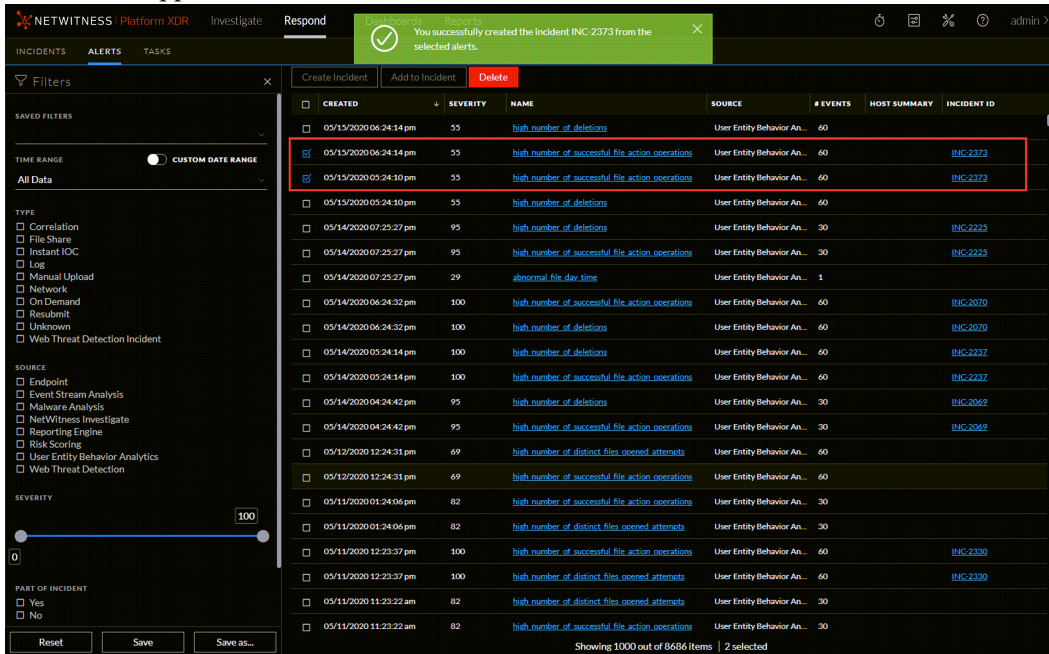 NETWITNESS Platform XDR Investigate Respond Dashboards Reports admin
You successfully created the incident INC-2373 from the
selected alerts.
INCIDENTS ALERTS TASKS
Filters
Create Incident Add to Incident Delete
CREATED SEVERITY NAME SOURCE # EVENTS HOST SUMMARY INCIDENT ID
SAVED FILTERS
TIME RANGE CUSTOM DATE RANGE
All Data
TYPE
Correlation
File Share
Instant IOC
Log
Manual Upload
Network
On Demand
Resubmit
Unknown
Web Threat Detection Incident
SOURCE
Endpoint
Event Stream Analysis
Malware Analysis
NetWitness Investigate
Reporting Engine
Risk Scoring
User Entity Behavior Analytics
Web Threat Detection
SEVERITY
100
0
PART OF INCIDENT
Yes
No
Reset Save Save as...
05/15/2020 06:24:14 pm 55 high number of deletions User Entity Behavior An... 60
05/15/2020 06:24:14 pm 55 high number of successful file action operations User Entity Behavior An... 60 INC-2373
05/15/2020 05:24:10 pm 55 high number of successful file action operations User Entity Behavior An... 60 INC-2373
05/15/2020 05:24:10 pm 55 high number of deletions User Entity Behavior An... 60
05/14/2020 07:25:27 pm 95 high number of deletions User Entity Behavior An... 30 INC-2225
05/14/2020 07:25:27 pm 95 high number of successful file action operations User Entity Behavior An... 30 INC-2225
05/14/2020 07:25:27 pm 29 abnormal file day time User Entity Behavior An... 1
05/14/2020 06:24:32 pm 100 high number of successful file action operations User Entity Behavior An... 60 INC-2070
05/14/2020 06:24:32 pm 100 high number of deletions User Entity Behavior An... 60 INC-2070
05/14/2020 05:24:14 pm 100 high number of deletions User Entity Behavior An... 60 INC-2237
05/14/2020 05:24:14 pm 100 high number of successful file action operations User Entity Behavior An... 60 INC-2237
05/14/2020 04:24:42 pm 95 high number of deletions User Entity Behavior An... 30 INC-2069
05/14/2020 04:24:42 pm 95 high number of successful file action operations User Entity Behavior An... 30 INC-2069
05/12/2020 12:24:31 pm 69 high number of distinct files opened attempts User Entity Behavior An... 60
05/12/2020 12:24:31 pm 69 high number of successful file action operations User Entity Behavior An... 60
05/11/2020 01:24:06 pm 82 high number of successful file action operations User Entity Behavior An... 30
05/11/2020 01:24:06 pm 82 high number of distinct files opened attempts User Entity Behavior An... 30
05/11/2020 12:23:37 pm 100 high number of successful file action operations User Entity Behavior An... 60 INC-2330
05/11/2020 12:23:37 pm 100 high number of distinct files opened attempts User Entity Behavior An... 60 INC-2330
05/11/2020 11:23:22 am 82 high number of distinct files opened attempts User Entity Behavior An... 30
05/11/2020 11:23:22 am 82 high number of successful file action operations User Entity Behavior An... 30
Showing 1000 out of 8686 items | 2 selected